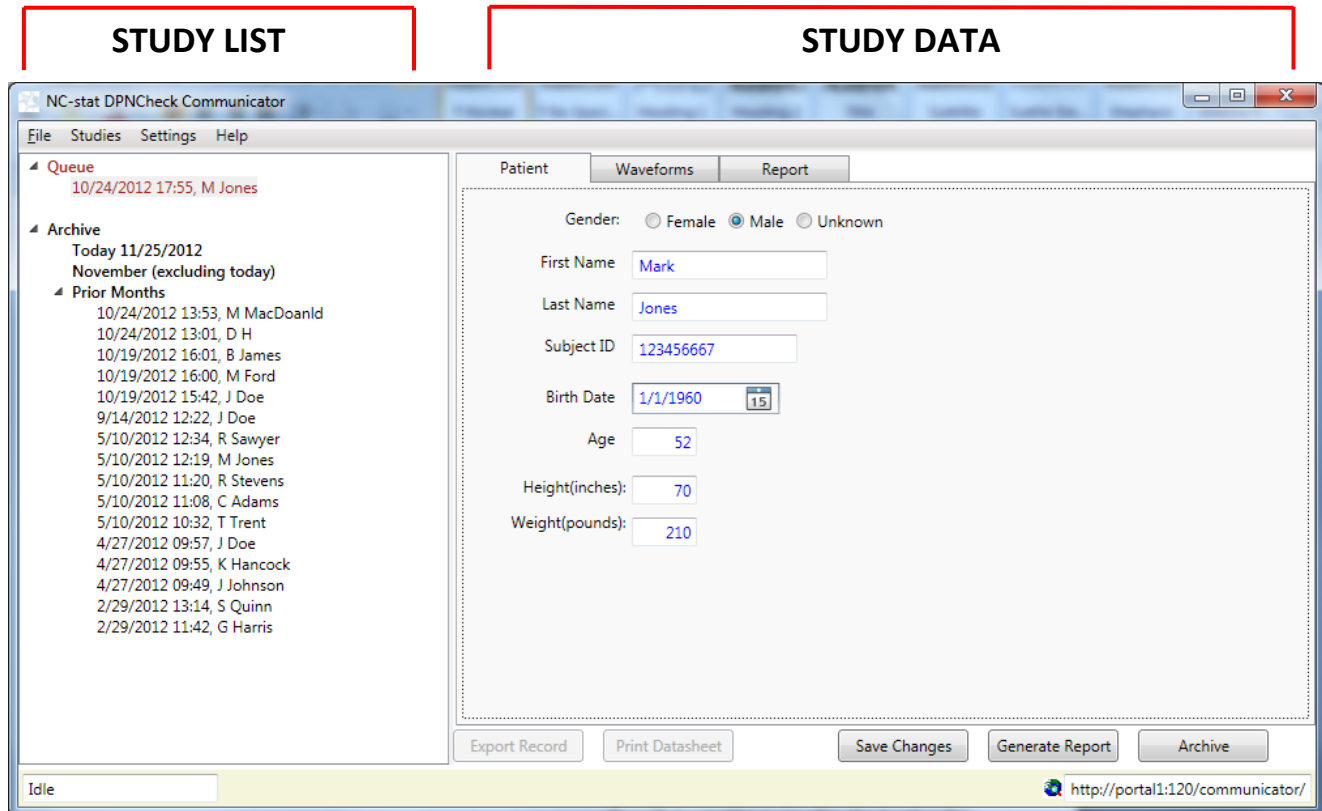 STUDY LIST
STUDY DATA
NC-stat DPNCheck Communicator
File Studies Settings Help
Queue
10/24/2012 17:55, M Jones
Archive
Today 11/25/2012
November (excluding today)
Prior Months
10/24/2012 13:53, M MacDoanld
10/24/2012 13:01, D H
10/19/2012 16:01, B James
10/19/2012 16:00, M Ford
10/19/2012 15:42, J Doe
9/14/2012 12:22, J Doe
5/10/2012 12:34, R Sawyer
5/10/2012 12:19, M Jones
5/10/2012 11:20, R Stevens
5/10/2012 11:08, C Adams
5/10/2012 10:32, T Trent
4/27/2012 09:57, J Doe
4/27/2012 09:55, K Hancock
4/27/2012 09:49, J Johnson
2/29/2012 13:14, S Quinn
2/29/2012 11:42, G Harris
Patient Waveforms Report
Gender: Female Male Unknown
First Name Mark
Last Name Jones
Subject ID 123456667
Birth Date 1/1/1960 15
Age 52
Height(inches): 70
Weight(pounds): 210
Export Record Print Datasheet Save Changes Generate Report Archive
Idle http://portal1:120/communicator/